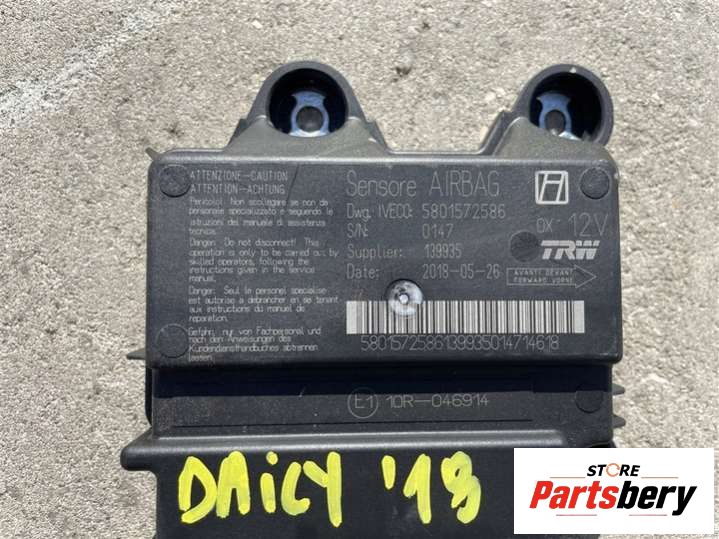 ATTENZIONE-CAUTION
ATTENTION-ACHTUNG
Pericolo! Non scollegare se non da
personale specializzato e seguendo le
istruzioni del manuale di assistenza
tecnica.
Danger: Do not disconnect! This
operation is only to be carried out by
skilled operators, following the
instructions given in the service
manual.
Danger: Seul le personel specialise
est autorise a debrancher en se tenant
aux instructions du manuel de
reparation.
Gefahr: nur von Fachpersonal und
nach den Anweisungen des
Kundendiensthandbuches abtrennen
lassen.
Sensore AIRBAG
Dwg. IVECO: 5801572586
S/N: 0147
Supplier: 139935
Date: 2018-05-26
OX 12V
TRW
AVANTI DEVANT
FORWARD VORNE
5801572586139935014714618
E1 10R-046914
DAiLY '18
STORE
Partsbery